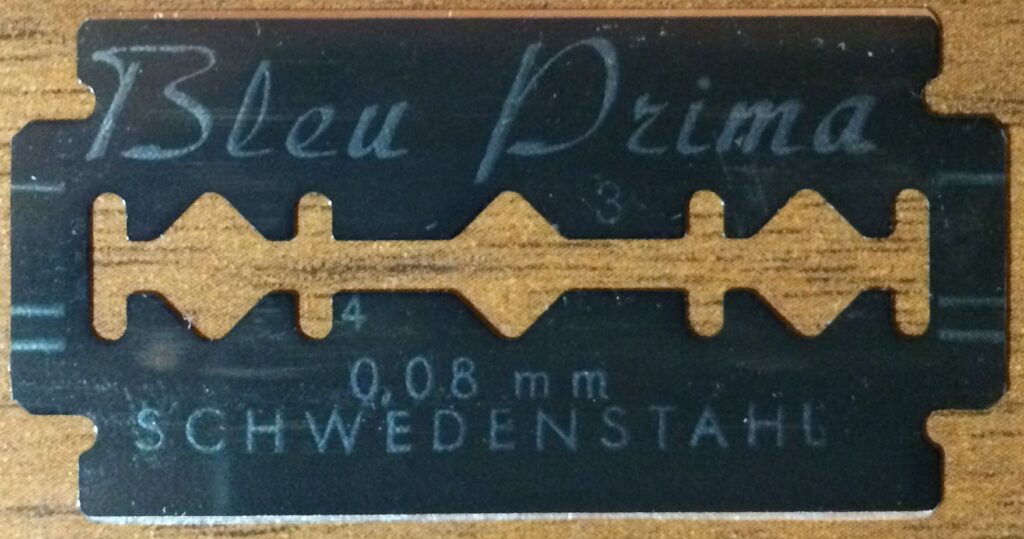 Bleu Prima
3
4
0,08 mm
SCHWEDENSTAHL